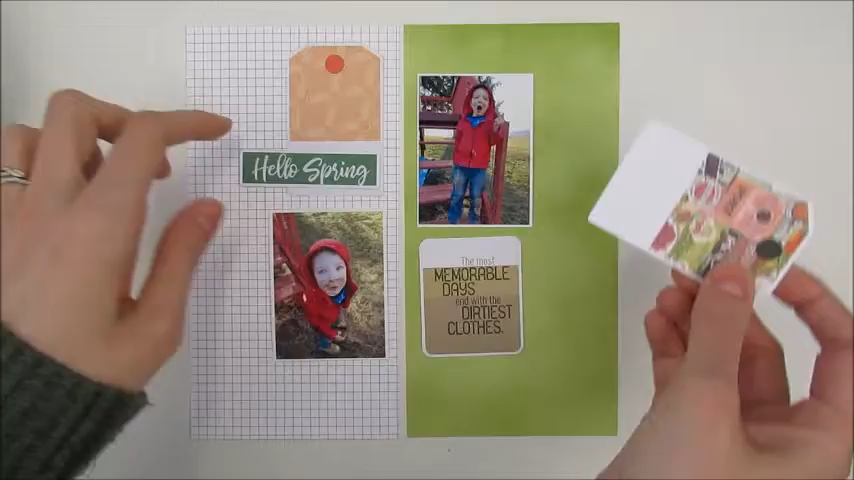 Hello Spring
The most
MEMORABLE
DAYS
end with the
DIRTIEST
CLOTHES.